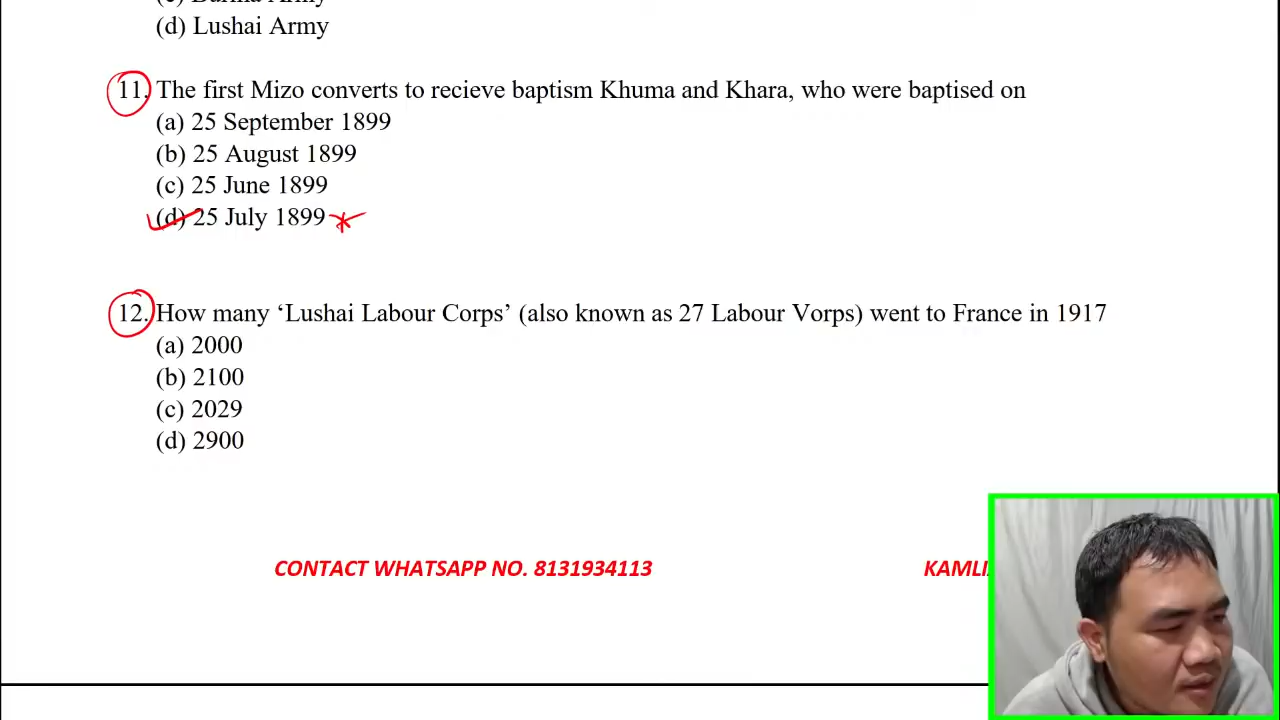 (d) Lushai Army
11. The first Mizo converts to recieve baptism Khuma and Khara, who were baptised on
(a) 25 September 1899
(b) 25 August 1899
(c) 25 June 1899
(d) 25 July 1899
12. How many ‘Lushai Labour Corps’ (also known as 27 Labour Vorps) went to France in 1917
(a) 2000
(b) 2100
(c) 2029
(d) 2900
CONTACT WHATSAPP NO. 8131934113